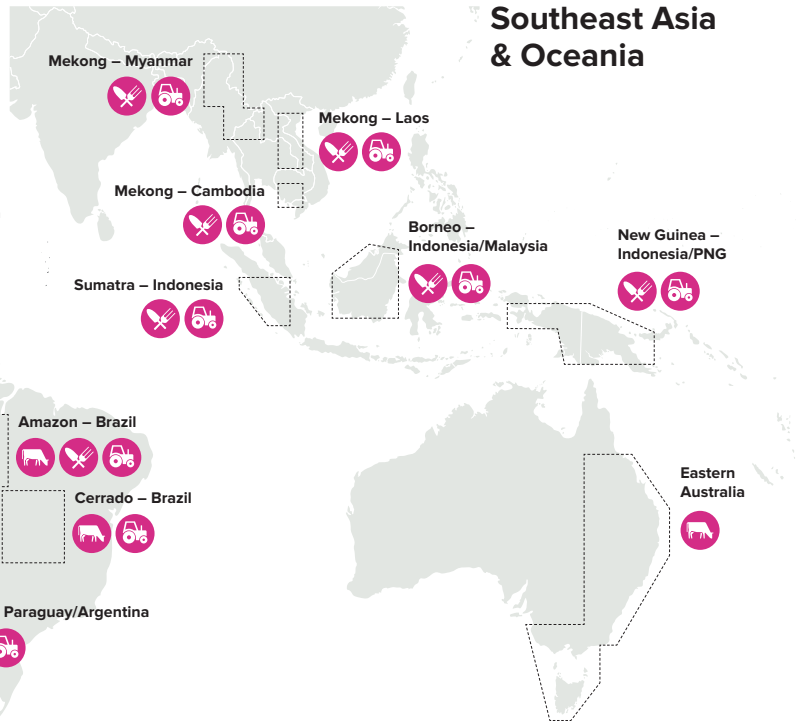 Southeast Asia
& Oceania
Mekong – Myanmar
Mekong – Laos
Mekong – Cambodia
Borneo –
Indonesia/Malaysia
New Guinea –
Indonesia/PNG
Sumatra – Indonesia
Amazon – Brazil
Cerrado – Brazil
Eastern
Australia
Paraguay/Argentina